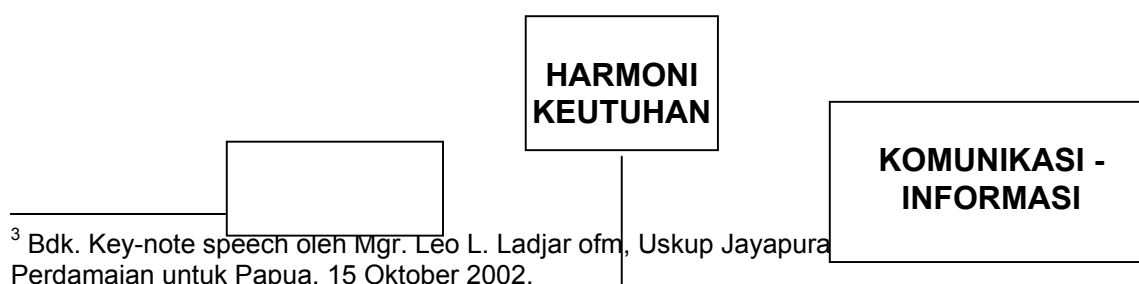 HARMONI
KEUTUHAN
KOMUNIKASI -
INFORMASI
3 Bdk. Key-note speech oleh Mgr. Leo L. Ladjar ofm, Uskup Jayapura
Perdamaian untuk Papua, 15 Oktober 2002.